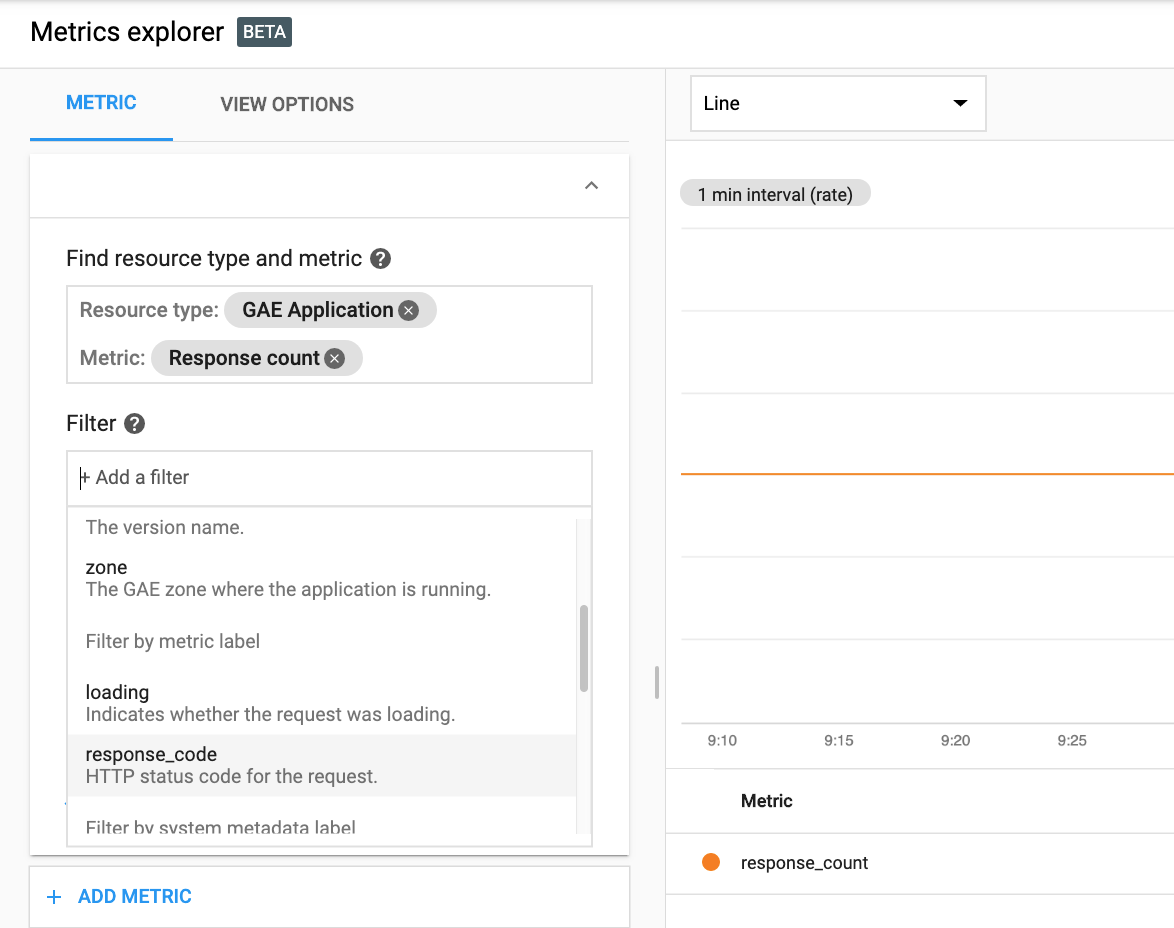 Metrics explorer BETA
METRIC VIEW OPTIONS
Find resource type and metric ?
Resource type: GAE Application
Metric: Response count
Filter ?
+ Add a filter
The version name.
zone
The GAE zone where the application is running.
Filter by metric label
loading
Indicates whether the request was loading.
response_code
HTTP status code for the request.
Filter by system metadata label
+ ADD METRIC
Line
1 min interval (rate)
9:10 9:15 9:20 9:25
Metric
response_count